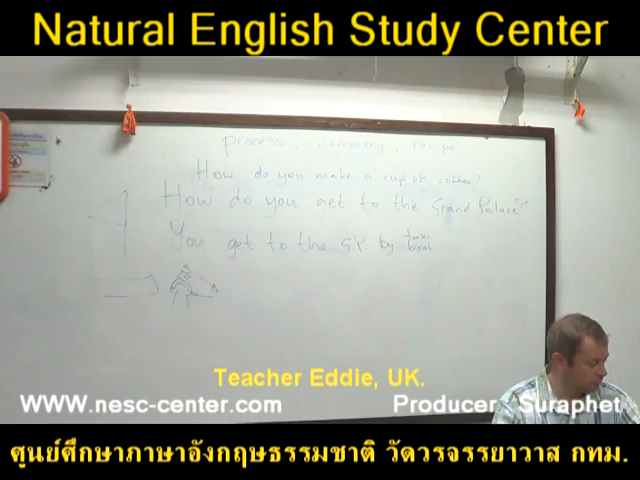 Natural English Study Center
process, ceremony, recipe
How do you make a cup of coffee?
How do you get to the Grand Palace?
You get to the G.P. by taxi
boat
Teacher Eddie, UK.
WWW.nesc-center.com Producer Suraphet
ศูนย์ศึกษาภาษาอังกฤษธรรมชาติ วัดวรจรรยาวาส กทม.